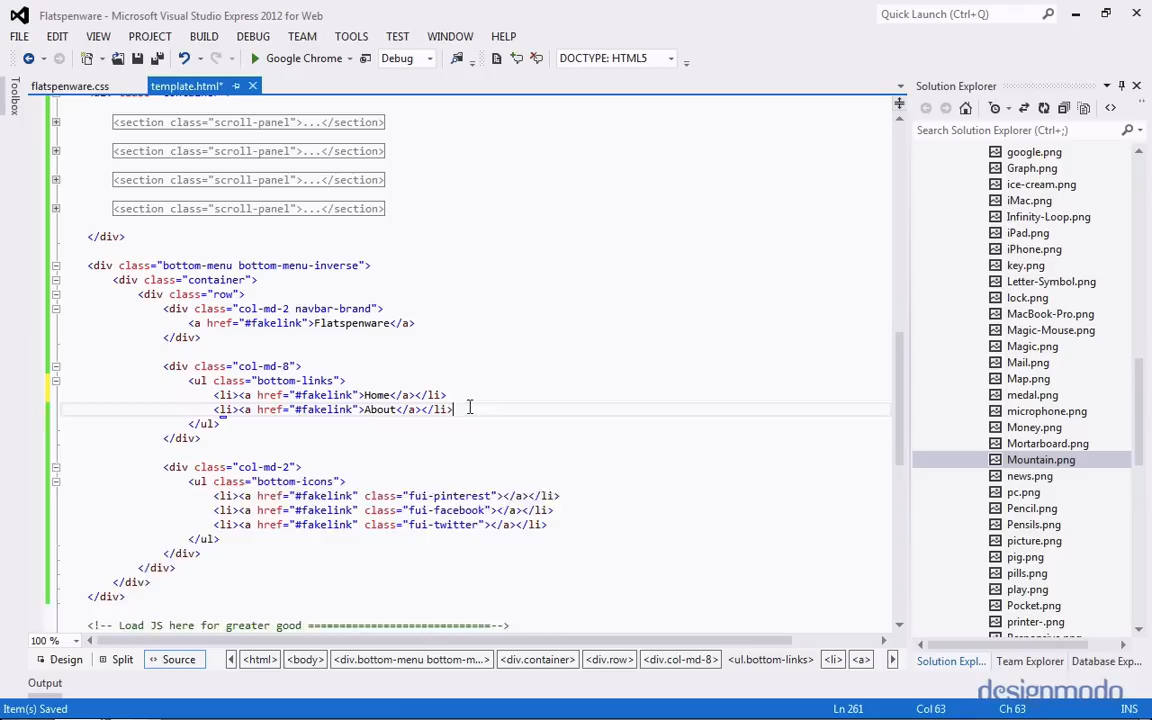 Flatspenware - Microsoft Visual Studio Express 2012 for Web
Quick Launch (Ctrl+Q)
FILE EDIT VIEW PROJECT BUILD DEBUG TEAM TOOLS TEST WINDOW HELP
Google Chrome Debug DOCTYPE: HTML5
Toolbox
flatspenware.css template.html*
<section class="scroll-panel">...</section>
<section class="scroll-panel">...</section>
<section class="scroll-panel">...</section>
<section class="scroll-panel">...</section>
</div>
<div class="bottom-menu bottom-menu-inverse">
<div class="container">
<div class="row">
<div class="col-md-2 navbar-brand">
<a href="#fakelink">Flatspenware</a>
</div>
<div class="col-md-8">
<ul class="bottom-links">
<li><a href="#fakelink">Home</a></li>
<li><a href="#fakelink">About</a></li>
</ul>
</div>
<div class="col-md-2">
<ul class="bottom-icons">
<li><a href="#fakelink" class="fui-pinterest"></a></li>
<li><a href="#fakelink" class="fui-facebook"></a></li>
<li><a href="#fakelink" class="fui-twitter"></a></li>
</ul>
</div>
</div>
</div>
</div>
<!-- Load JS here for greater good =============================-->
100 %
Design Split Source <html> <body> <div.bottom-menu bottom-m...> <div.container> <div.row> <div.col-md-8> <ul.bottom-links> <li> <a>
Output
Solution Explorer
Search Solution Explorer (Ctrl+;)
google.png
Graph.png
ice-cream.png
iMac.png
Infinity-Loop.png
iPad.png
iPhone.png
key.png
Letter-Symbol.png
lock.png
MacBook-Pro.png
Magic-Mouse.png
Magic.png
Mail.png
Map.png
medal.png
microphone.png
Money.png
Mortarboard.png
Mountain.png
news.png
pc.png
Pencil.png
Pensils.png
picture.png
pig.png
pills.png
play.png
Pocket.png
printer-.png
Solution Expl... Team Explorer Database Exp...
designmodo
Item(s) Saved Ln 261 Col 63 Ch 63 INS